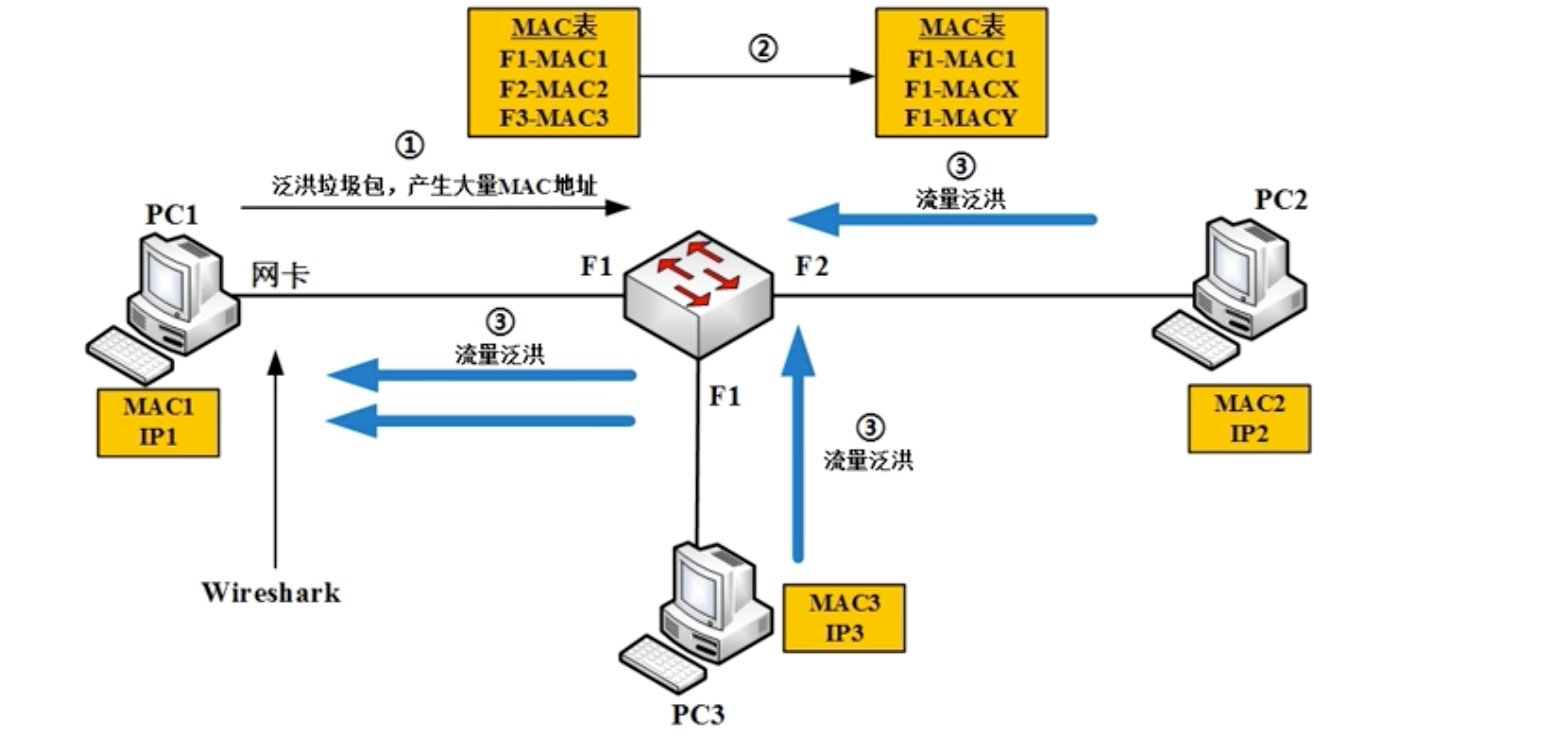 MAC表
F1-MAC1
F2-MAC2
F3-MAC3
②
MAC表
F1-MAC1
F1-MACX
F1-MACY
①
泛洪垃圾包，产生大量MAC地址
③
流量泛洪
PC1
PC2
网卡
F1
F2
③
流量泛洪
MAC1
IP1
F1
③
流量泛洪
MAC2
IP2
Wireshark
MAC3
IP3
PC3